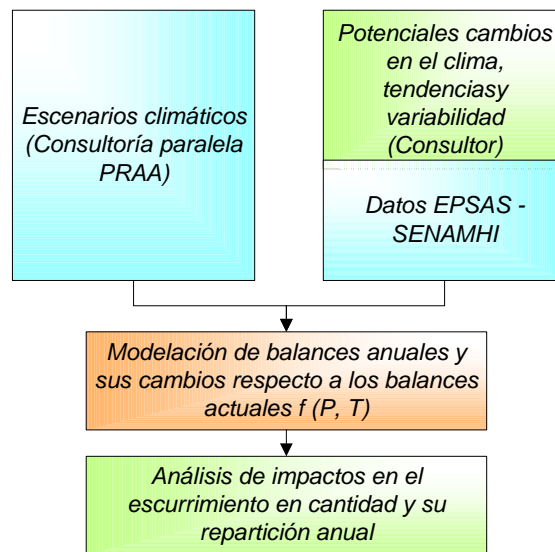 Escenarios climáticos
(Consultoría paralela
PRAA)
Potenciales cambios
en el clima,
tendenciasy
variabilidad
(Consultor)
Datos EPSAS -
SENAMHI
Modelación de balances anuales y
sus cambios respecto a los balances
actuales f (P, T)
Análisis de impactos en el
escurrimiento en cantidad y su
repartición anual